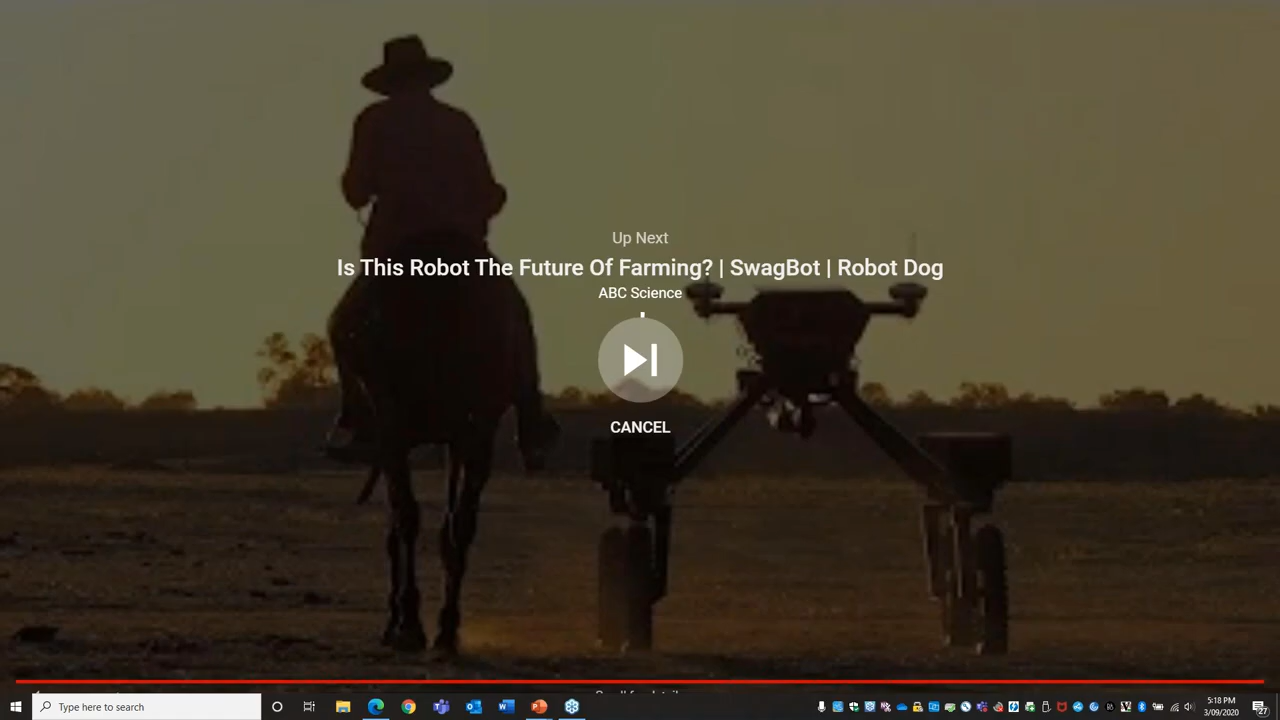 Up Next
Is This Robot The Future Of Farming? | SwagBot | Robot Dog
ABC Science
CANCEL
Type here to search
5:18 PM
3/09/2020
27